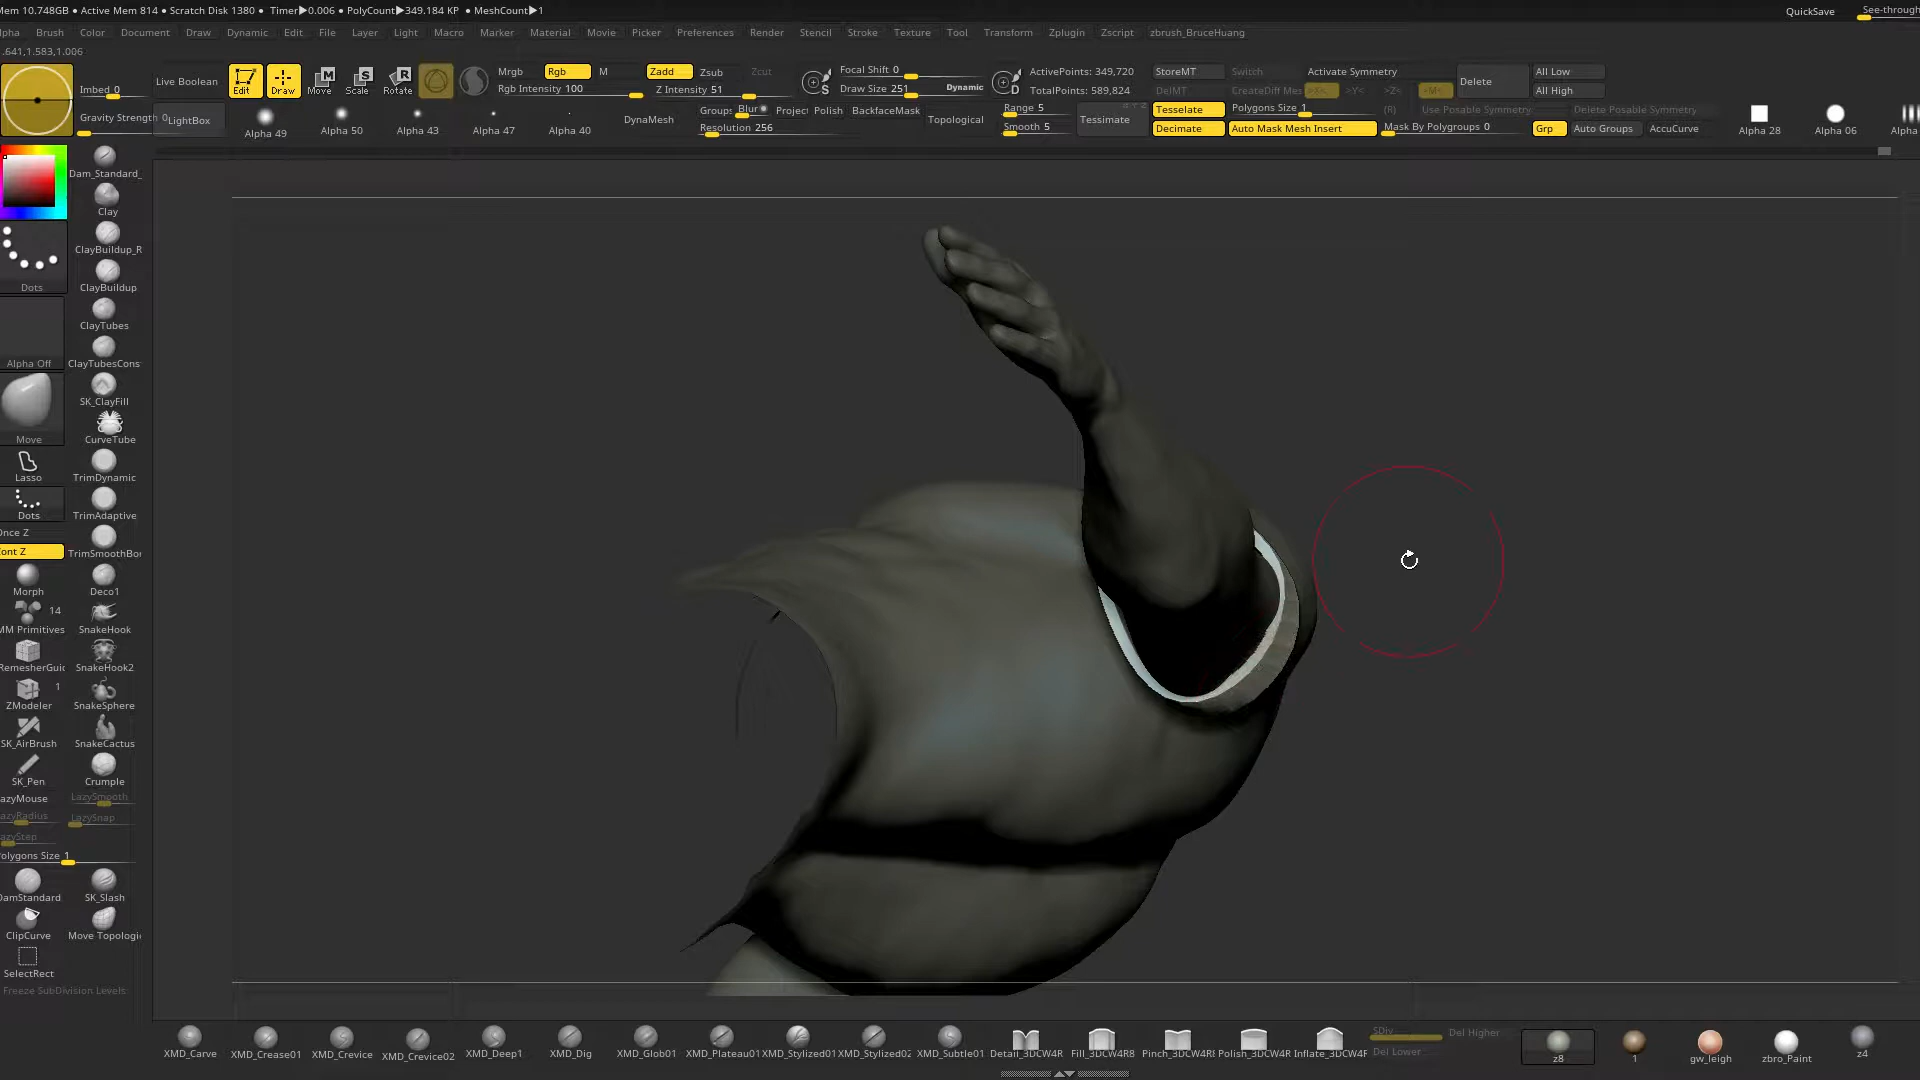 Mem 10.748GB • Active Mem 814 • Scratch Disk 1380 • Timer▶0.006 • PolyCount▶349.184 KP • MeshCount▶1
QuickSave
See-through
Brush Color Document Draw Dynamic Edit File Layer Light Macro Marker Material Movie Picker Preferences Render Stencil Stroke Texture Tool Transform Zplugin Zscript zbrush_BruceHuang
.641,1.583,1.006
Imbed 0
Gravity Strength 0
Live Boolean
LightBox
Edit Draw Move Scale Rotate
Mrgb Rgb M
Rgb Intensity 100
Zadd Zsub Zcut
Z Intensity 51
Focal Shift 0
Draw Size 251 Dynamic
ActivePoints: 349,720
TotalPoints: 589,824
StoreMT Switch
DelMT CreateDiff Mes
Activate Symmetry
>Y< >Z< >M<
Delete
All Low
All High
Alpha 49 Alpha 50 Alpha 43 Alpha 47 Alpha 40
DynaMesh
Groups Blur Project Polish BackfaceMask
Resolution 256
Topological
Range 5
Smooth 5
Tessimate
Tesselate
Decimate
Polygons Size 1
Auto Mask Mesh Insert
(R) Use Posable Symmetry Delete Posable Symmetry
Mask By Polygroups 0
Grp Auto Groups AccuCurve
Alpha 28 Alpha 06 Alpha
Dam_Standard_
Clay
ClayBuildup_R
Dots ClayBuildup
ClayTubes
Alpha Off ClayTubesCons
SK_ClayFill
Move CurveTube
Lasso TrimDynamic
Dots TrimAdaptive
Once Z
Cont Z TrimSmoothBor
Morph Deco1
14
MM Primitives SnakeHook
RemesherGuid SnakeHook2
1
ZModeler SnakeSphere
SK_AirBrush SnakeCactus
SK_Pen Crumple
LazyMouse LazySmooth
LazyRadius LazySnap
LazyStep
Polygons Size 1
DamStandard SK_Slash
ClipCurve Move Topologi
SelectRect
Freeze SubDivision Levels
XMD_Carve XMD_Crease01 XMD_Crevice XMD_Crevice02 XMD_Deep1 XMD_Dig XMD_Glob01 XMD_Plateau01 XMD_Stylized01 XMD_Stylized02 XMD_Subtle01 Detail_3DCW4R Fill_3DCW4R8 Pinch_3DCW4R8 Polish_3DCW4R Inflate_3DCW4R
SDiv Del Higher
Del Lower
z8 1 gw_leigh zbro_Paint z4